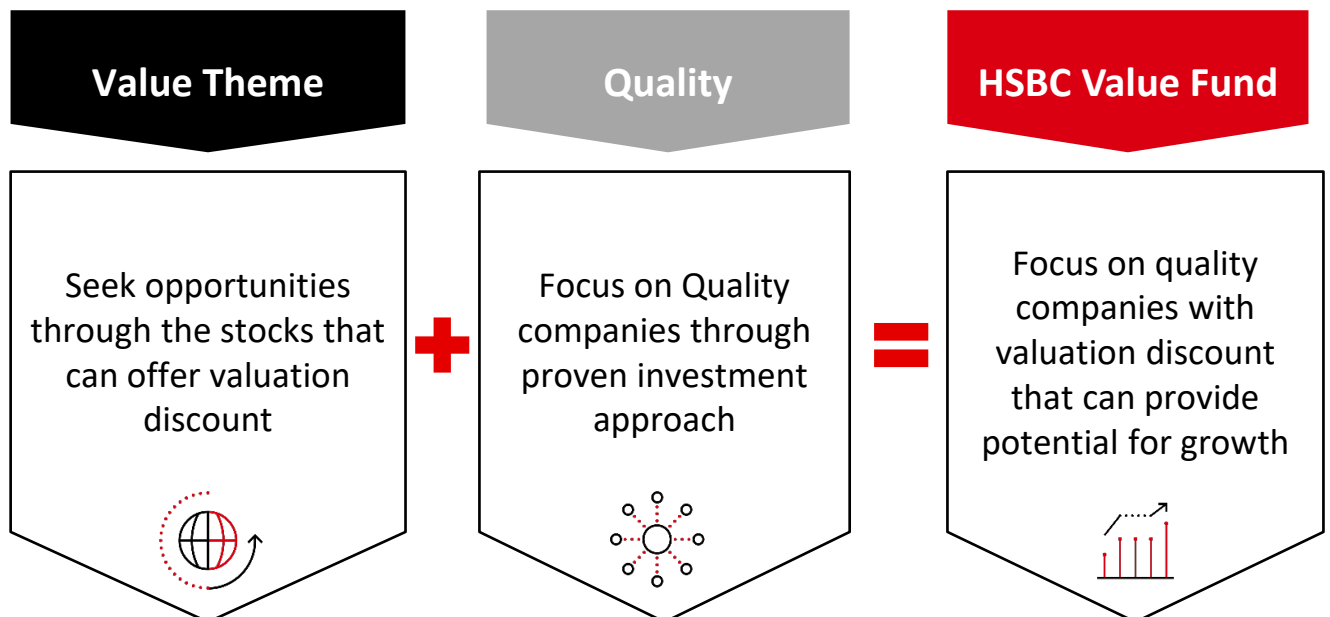 Value Theme
Seek opportunities
through the stocks that
can offer valuation
discount
Quality
Focus on Quality
companies through
proven investment
approach
HSBC Value Fund
Focus on quality
companies with
valuation discount
that can provide
potential for growth